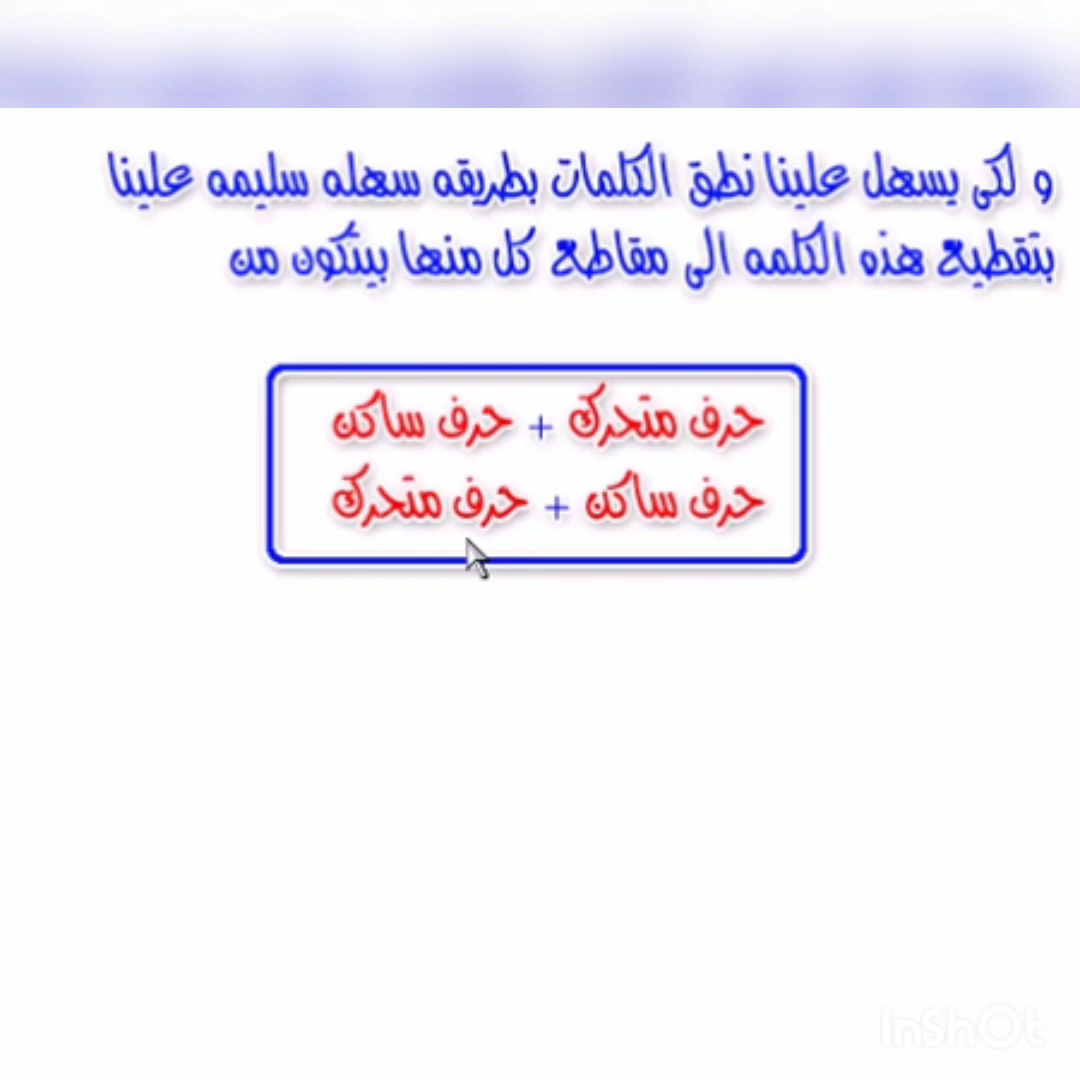 و لكى يسهل علينا نطق الكلمات بطريقه سهله سليمه علينا
بتقطيع هذه الكلمه الى مقاطع كل منها بيتكون من
حرف متحرك + حرف ساكن
حرف ساكن + حرف متحرك
InShOt